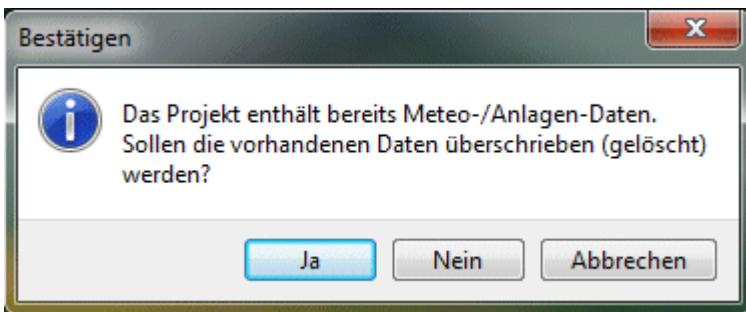 Bestätigen
Das Projekt enthält bereits Meteo-/Anlagen-Daten.
Sollen die vorhandenen Daten überschrieben (gelöscht)
werden?
Ja
Nein
Abbrechen